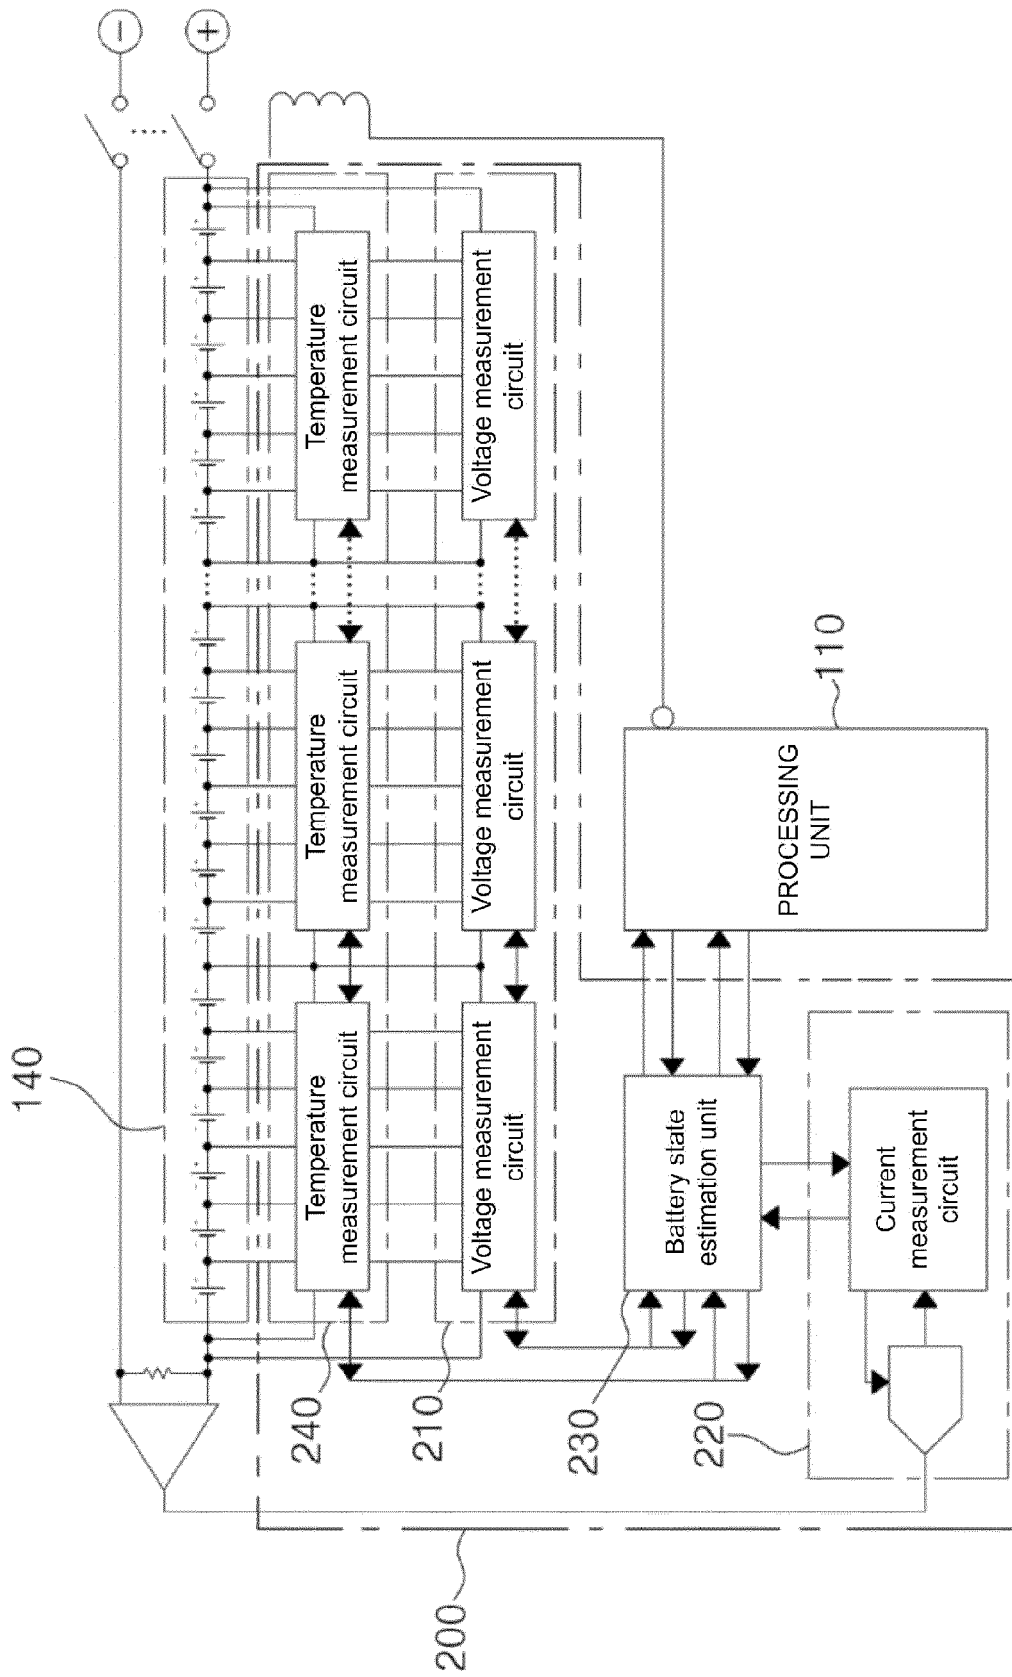 −
+
140
Temperature
measurement circuit
Temperature
measurement circuit
Temperature
measurement circuit
Voltage measurement
circuit
Voltage measurement
circuit
Voltage measurement
circuit
240
210
230
220
200
Battery state
estimation unit
PROCESSING
UNIT
110
Current
measurement
circuit